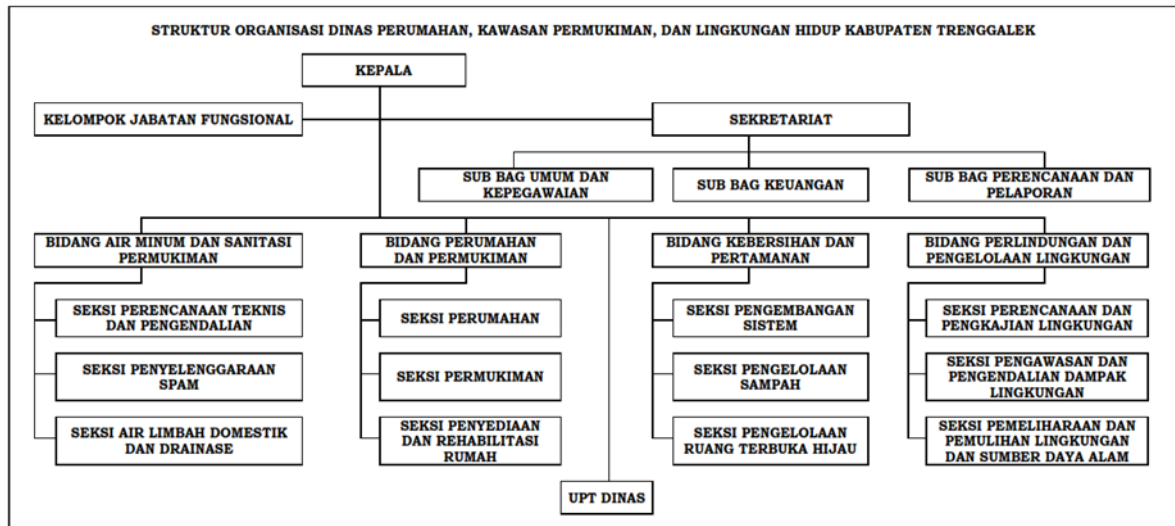 STRUKTUR ORGANISASI DINAS PERUMAHAN, KAWASAN PERMUKIMAN, DAN LINGKUNGAN HIDUP KABUPATEN TRENGGALEK
KEPALA
KELOMPOK JABATAN FUNGSIONAL
SEKRETARIAT
SUB BAG UMUM DAN
KEPEGAWAIAN
SUB BAG KEUANGAN
SUB BAG PERENCANAAN DAN
PELAPORAN
BIDANG AIR MINUM DAN SANITASI
PERMUKIMAN
BIDANG PERUMAHAN
DAN PERMUKIMAN
BIDANG KEBERSIHAN DAN
PERTAMANAN
BIDANG PERLINDUNGAN DAN
PENGELOLAAN LINGKUNGAN
SEKSI PERENCANAAN TEKNIS
DAN PENGENDALIAN
SEKSI PERUMAHAN
SEKSI PENGEMBANGAN
SISTEM
SEKSI PERENCANAAN DAN
PENGKAJIAN LINGKUNGAN
SEKSI PENYELENGGARAAN
SPAM
SEKSI PERMUKIMAN
SEKSI PENGELOLAAN
SAMPAH
SEKSI PENGAWASAN DAN
PENGENDALIAN DAMPAK
LINGKUNGAN
SEKSI AIR LIMBAH DOMESTIK
DAN DRAINASE
SEKSI PENYEDIAAN
DAN REHABILITASI
RUMAH
SEKSI PENGELOLAAN
RUANG TERBUKA HIJAU
SEKSI PEMELIHARAAN DAN
PEMULIHAN LINGKUNGAN
DAN SUMBER DAYA ALAM
UPT DINAS